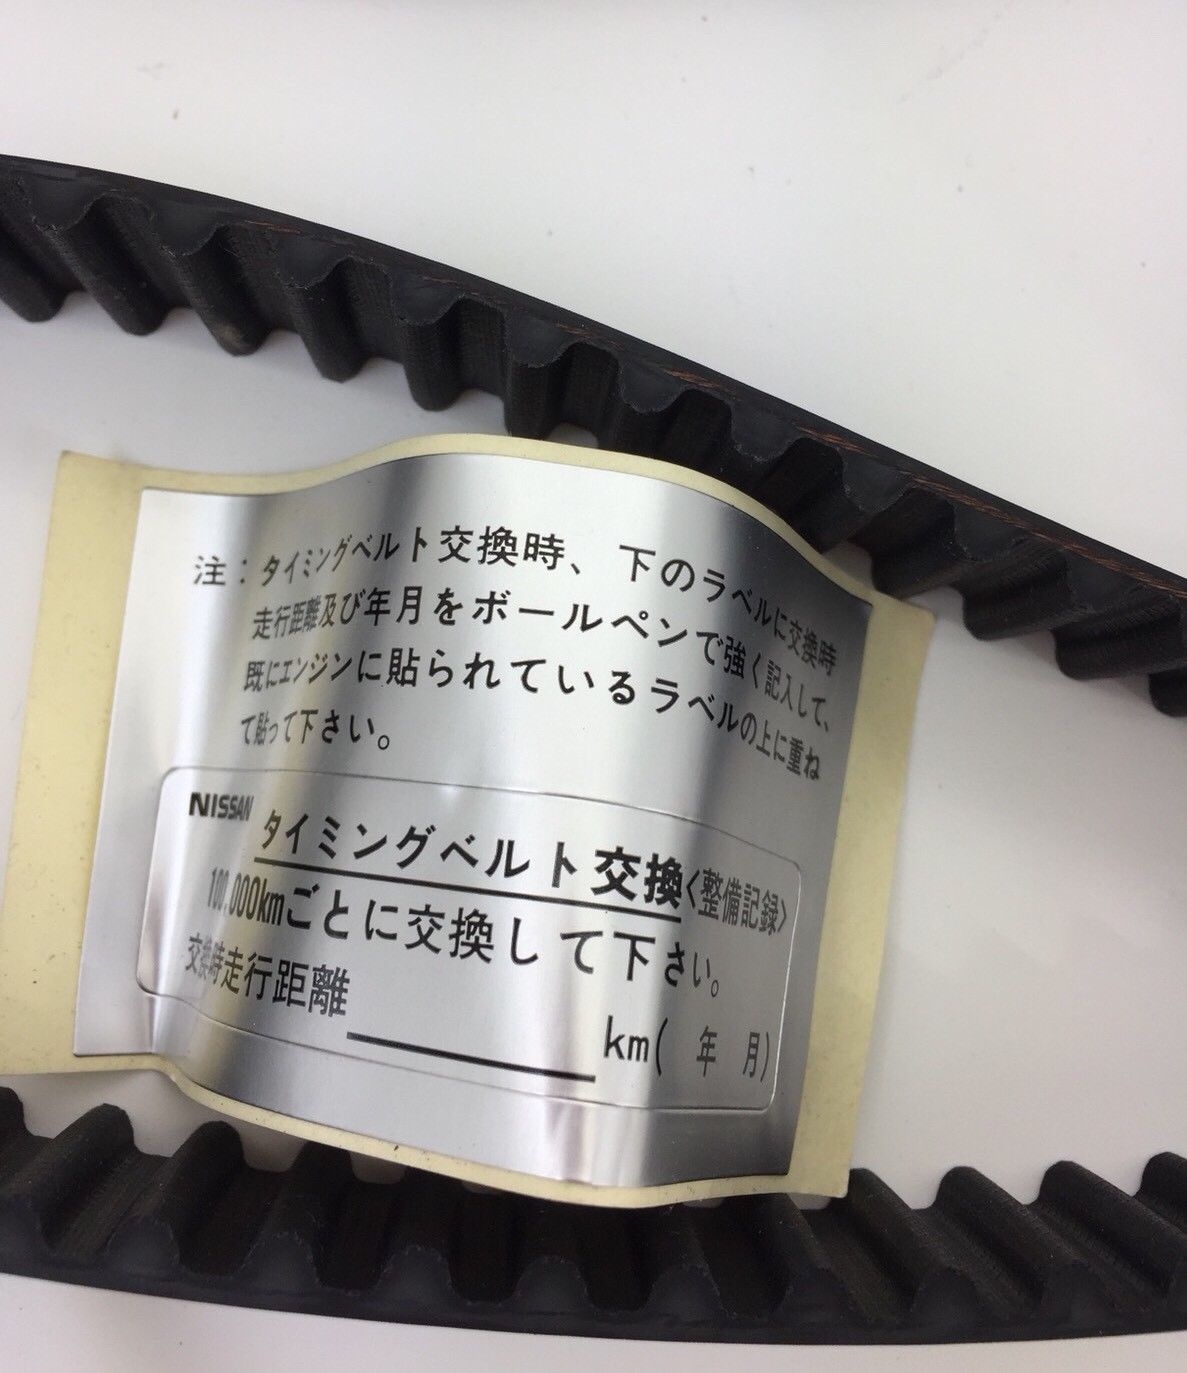 注：タイミングベルト交換時、下のラベルに交換時
走行距離及び年月をボールペンで強く記入して、
既にエンジンに貼られているラベルの上に重ね
て貼って下さい。
NISSAN タイミングベルト交換<整備記録>
100,000kmごとに交換して下さい。
交換時走行距離 km( 年 月)